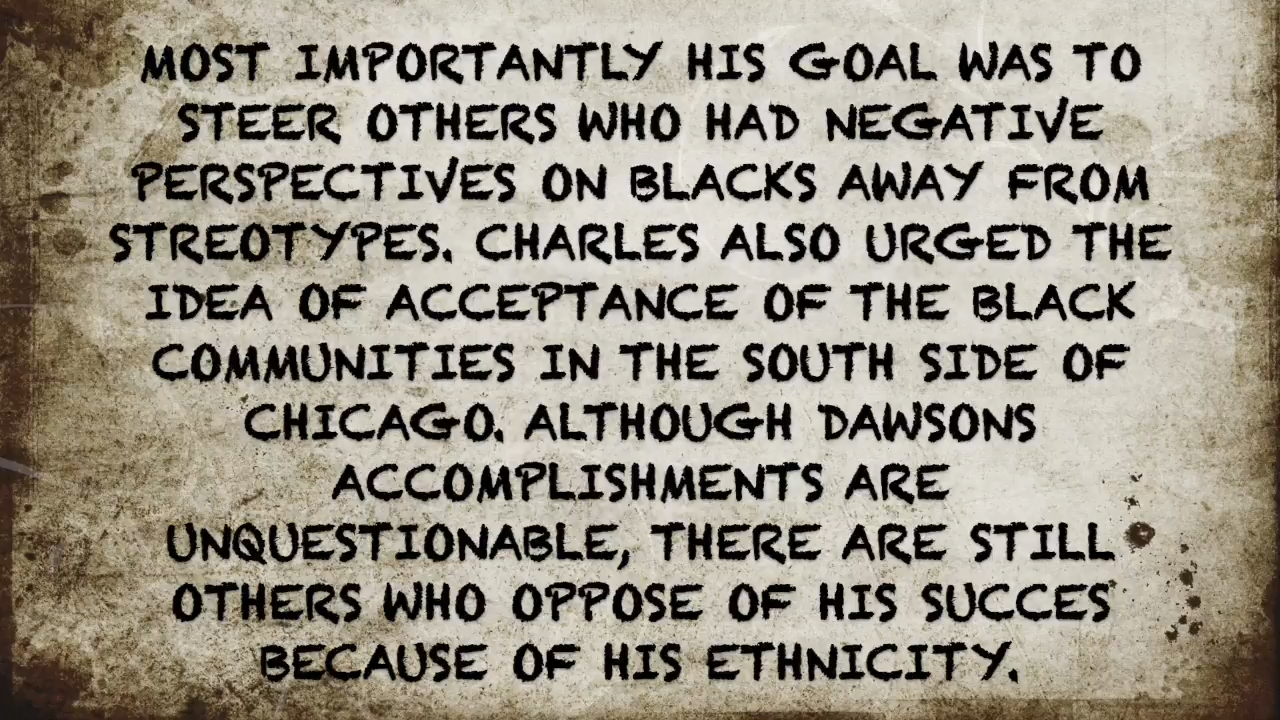 MOST IMPORTANTLY HIS GOAL WAS TO
STEER OTHERS WHO HAD NEGATIVE
PERSPECTIVES ON BLACKS AWAY FROM
STREOTYPES. CHARLES ALSO URGED THE
IDEA OF ACCEPTANCE OF THE BLACK
COMMUNITIES IN THE SOUTH SIDE OF
CHICAGO. ALTHOUGH DAWSONS
ACCOMPLISHMENTS ARE
UNQUESTIONABLE, THERE ARE STILL
OTHERS WHO OPPOSE OF HIS SUCCES
BECAUSE OF HIS ETHNICITY.